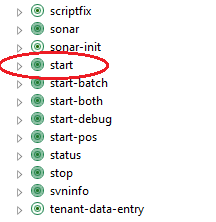 scriptfix
sonar
sonar-init
start
start-batch
start-both
start-debug
start-pos
status
stop
svninfo
tenant-data-entry